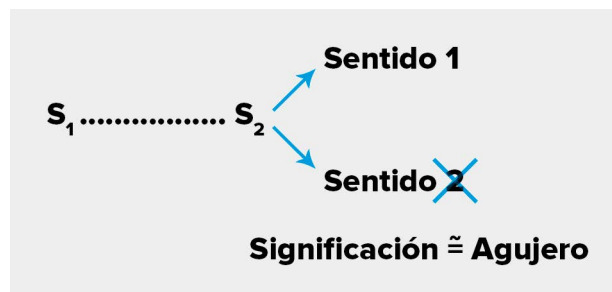 Sentido 1
S₁ ................. S₂
Sentido 2
Significación ≅ Agujero